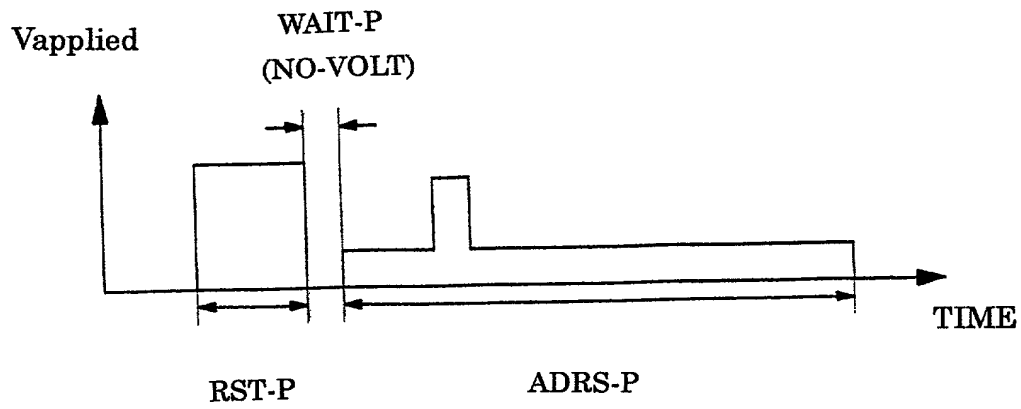 WAIT-P
(NO-VOLT)
Vapplied
TIME
RST-P
ADRS-P